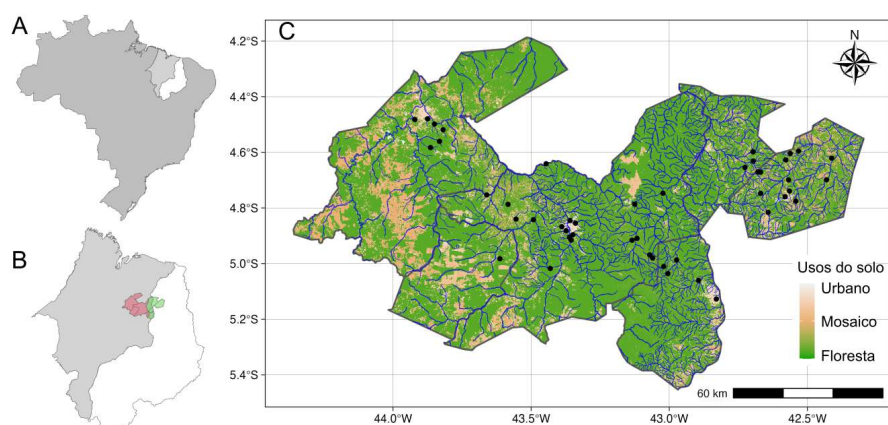 A
B
C
N
4.2°S
4.4°S
4.6°S
4.8°S
5.0°S
5.2°S
5.4°S
44.0°W
43.5°W
43.0°W
42.5°W
Usos do solo
Urbano
Mosaico
Floresta
60 km